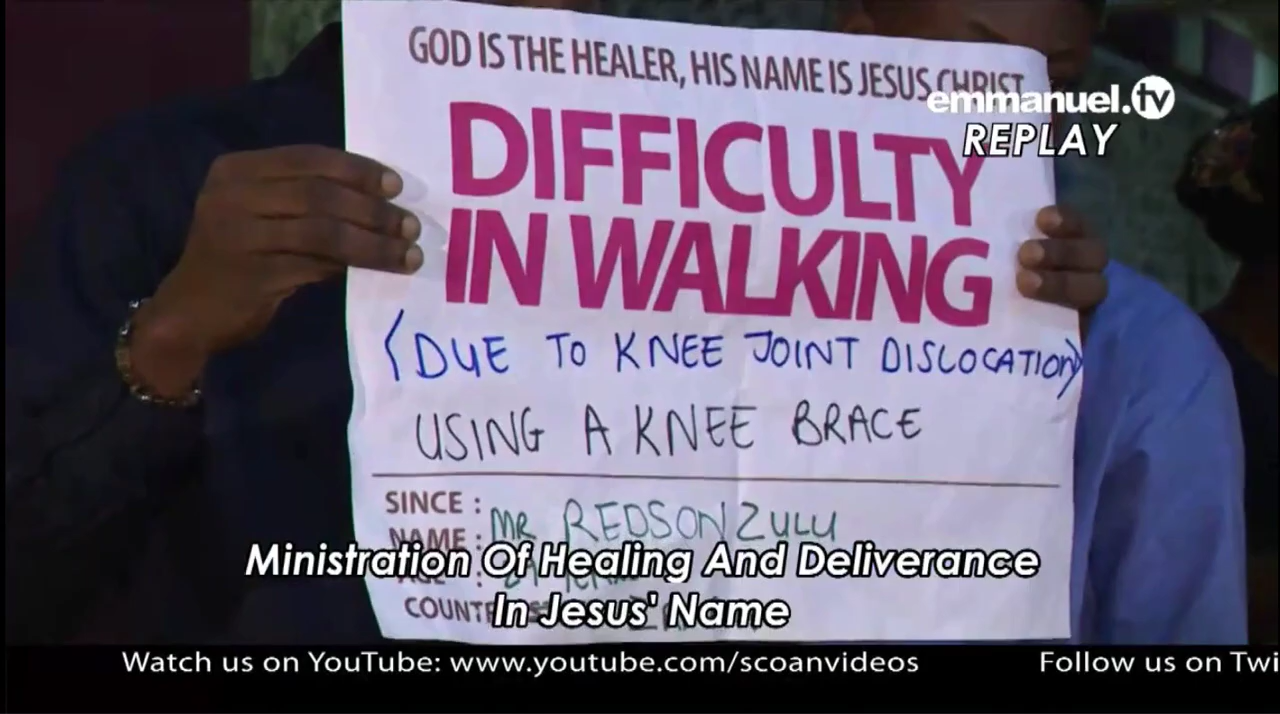 GOD IS THE HEALER, HIS NAME IS JESUS CHRIST
emmanuel.tv
REPLAY
DIFFICULTY
IN WALKING
(DUE TO KNEE JOINT DISLOCATION)
USING A KNEE BRACE
SINCE :
NAME : MR REDSON ZULU
Ministration Of Healing And Deliverance
In Jesus' Name
Watch us on YouTube: www.youtube.com/scoanvideos
Follow us on Twi